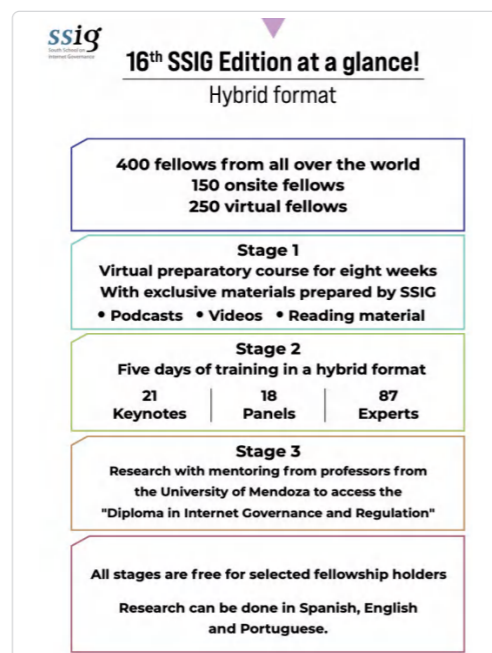 ssig
South School on
Internet Governance
16th SSIG Edition at a glance!
Hybrid format
400 fellows from all over the world
150 onsite fellows
250 virtual fellows
Stage 1
Virtual preparatory course for eight weeks
With exclusive materials prepared by SSIG
• Podcasts • Videos • Reading material
Stage 2
Five days of training in a hybrid format
21 18 87
Keynotes Panels Experts
Stage 3
Research with mentoring from professors from
the University of Mendoza to access the
"Diploma in Internet Governance and Regulation"
All stages are free for selected fellowship holders
Research can be done in Spanish, English
and Portuguese.